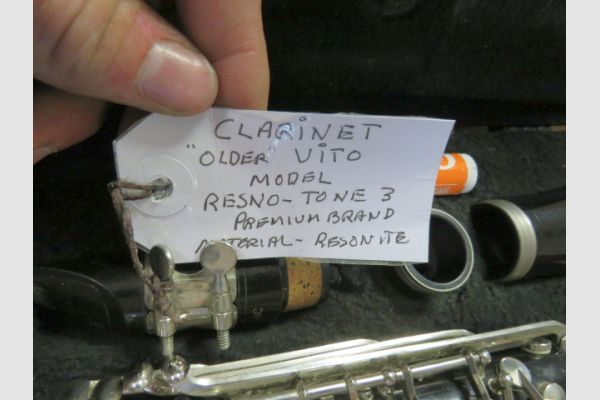 CLARINET
"OLDER" VITO
MODEL
RESNO-TONE 3
PREMIUM BRAND
MATERIAL- RESONITE